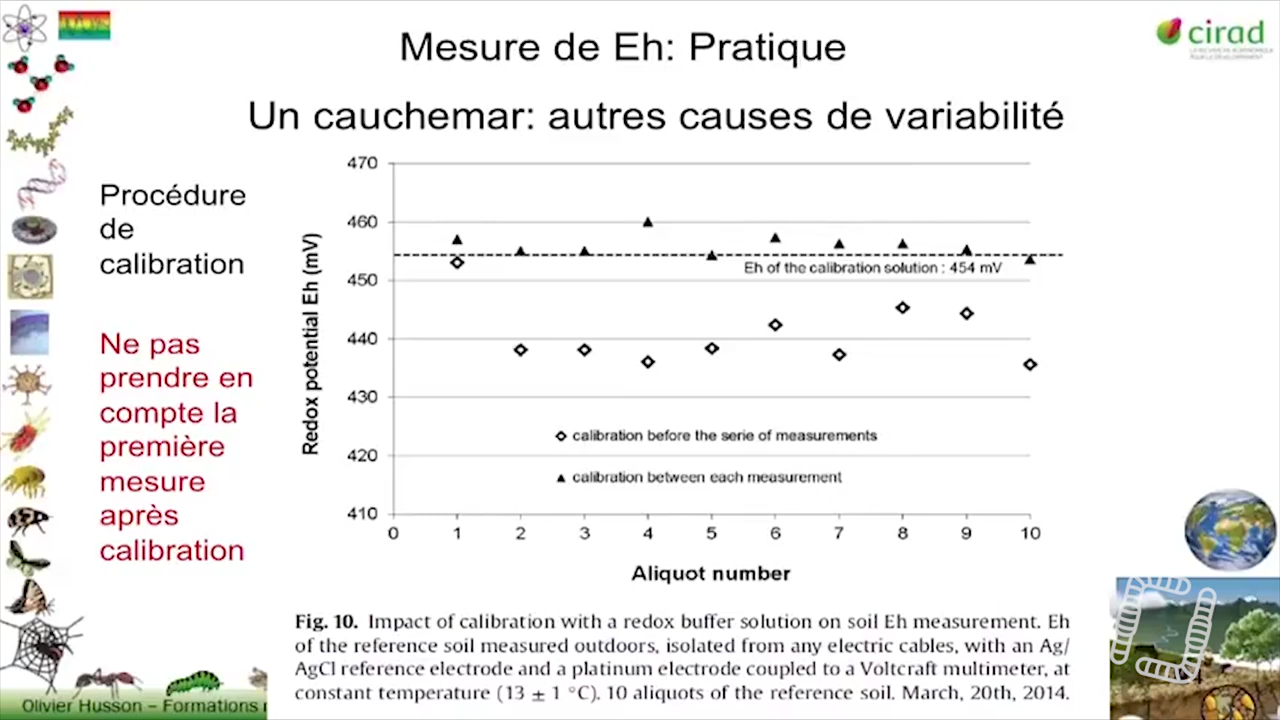 cirad
Mesure de Eh: Pratique
Un cauchemar: autres causes de variabilité
Procédure
de
calibration
Ne pas
prendre en
compte la
première
mesure
après
calibration
Redox potential Eh (mV)
470
460
450
440
430
420
410
Eh of the calibration solution : 454 mV
calibration before the serie of measurements
calibration between each measurement
0 1 2 3 4 5 6 7 8 9 10
Aliquot number
Fig. 10. Impact of calibration with a redox buffer solution on soil Eh measurement. Eh
of the reference soil measured outdoors, isolated from any electric cables, with an Ag/
AgCl reference electrode and a platinum electrode coupled to a Voltcraft multimeter, at
constant temperature (13 ± 1 °C). 10 aliquots of the reference soil. March, 20th, 2014.
Olivier Husson – Formations